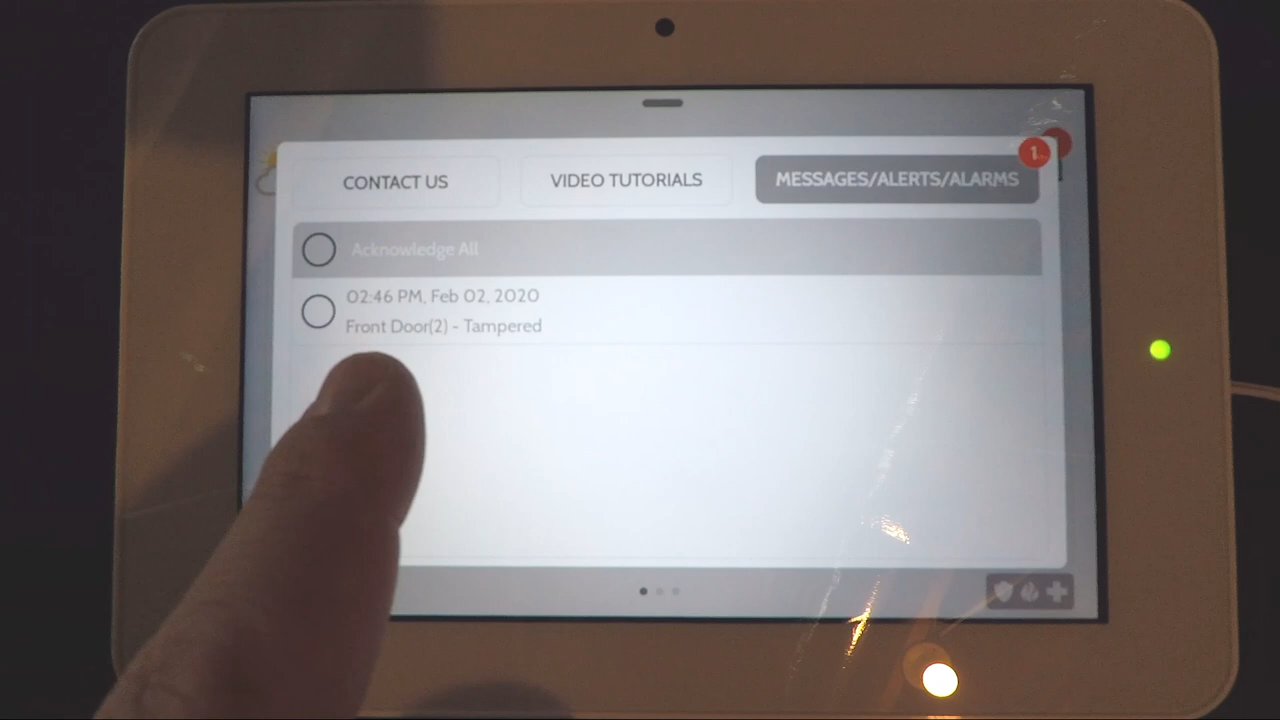 CONTACT US
VIDEO TUTORIALS
MESSAGES/ALERTS/ALARMS
1
Acknowledge All
02:46 PM, Feb 02, 2020
Front Door(2) - Tampered